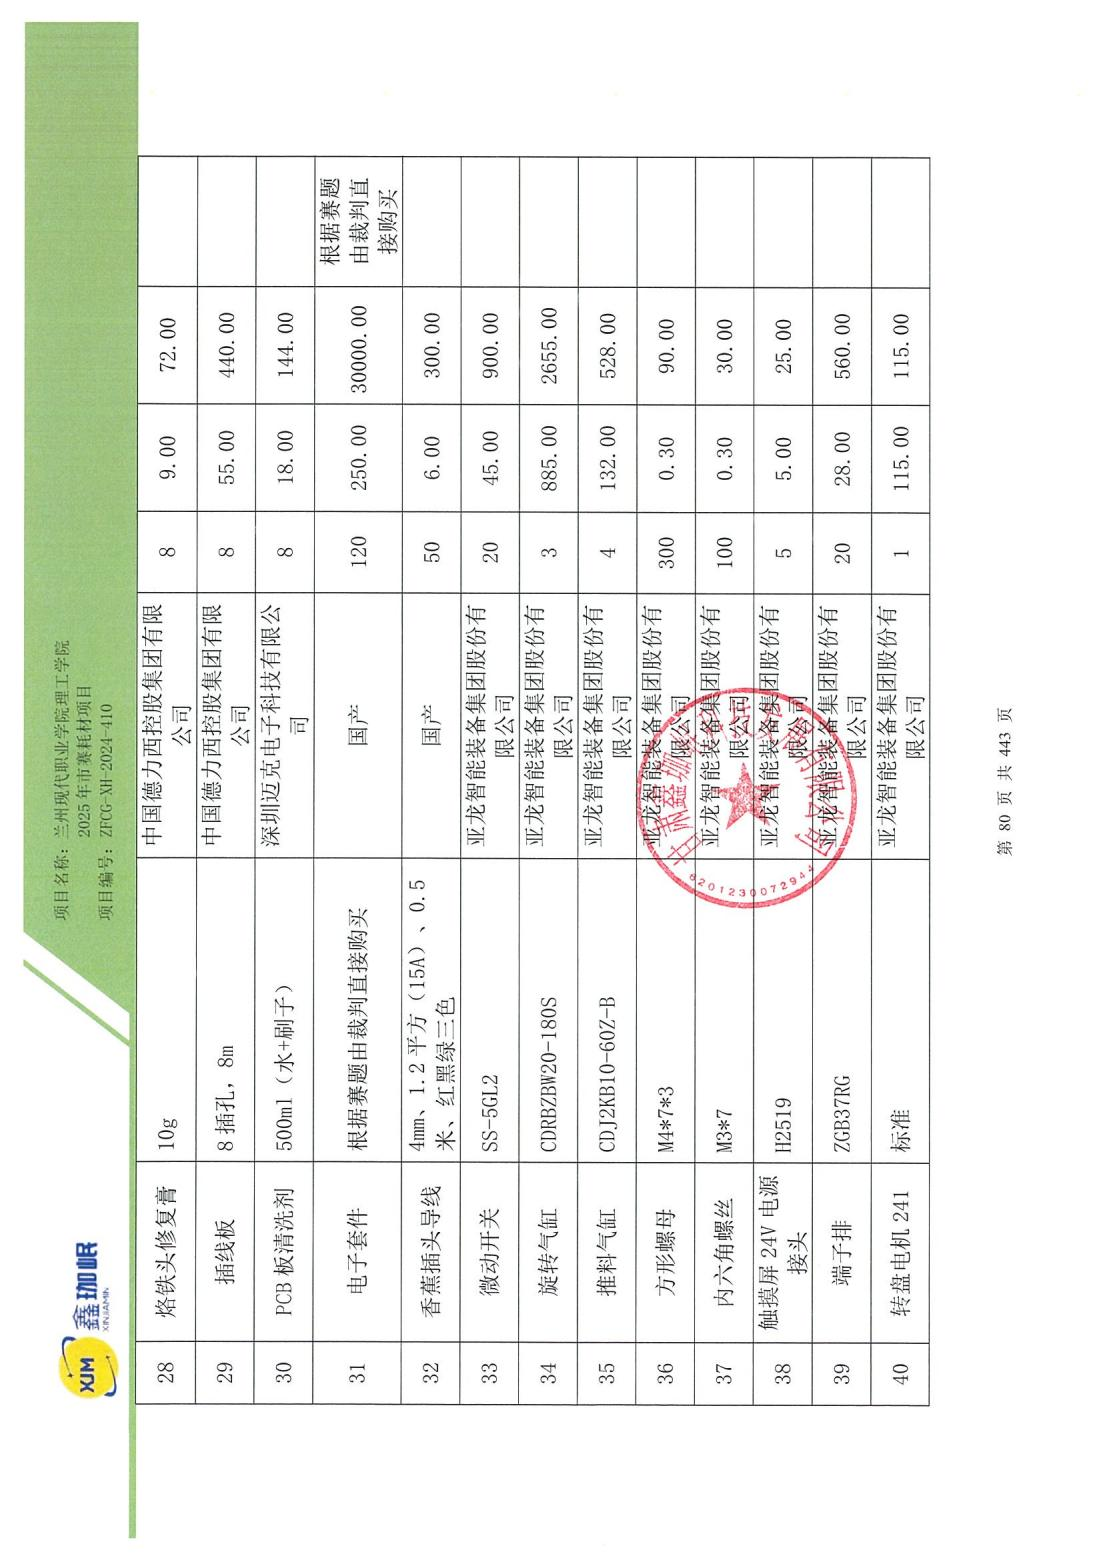 XJM
鑫珈岷
XINJIAMIN
项目名称：兰州现代职业学院理工学院
2025年市赛耗材项目
项目编号：ZFCG-XH-2024-410
28 烙铁头修复膏 10g 中国德力西控股集团有限公司 8 9.00 72.00
29 插线板 8插孔，8m 中国德力西控股集团有限公司 8 55.00 440.00
30 PCB板清洗剂 500ml（水+刷子） 深圳迈克电子科技有限公司 8 18.00 144.00
31 电子套件 根据赛题由裁判直接购买 国产 120 250.00 30000.00 根据赛题由裁判直接购买
32 香蕉插头导线 4mm、1.2平方（15A）、0.5米、红黑绿三色 国产 50 6.00 300.00
33 微动开关 SS-5GL2 亚龙智能装备集团股份有限公司 20 45.00 900.00
34 旋转气缸 CDRBZBW20-180S 亚龙智能装备集团股份有限公司 3 885.00 2655.00
35 推料气缸 CDJ2KB10-60Z-B 亚龙智能装备集团股份有限公司 4 132.00 528.00
36 方形螺母 M4*7*3 亚龙智能装备集团股份有限公司 300 0.30 90.00
37 内六角螺丝 M3*7 亚龙智能装备集团股份有限公司 100 0.30 30.00
38 触摸屏24V电源接头 H2519 亚龙智能装备集团股份有限公司 5 5.00 25.00
39 端子排 ZGB37RG 亚龙智能装备集团股份有限公司 20 28.00 560.00
40 转盘电机241 标准 亚龙智能装备集团股份有限公司 1 115.00 115.00
6201230072944
第 80 页 共 443 页